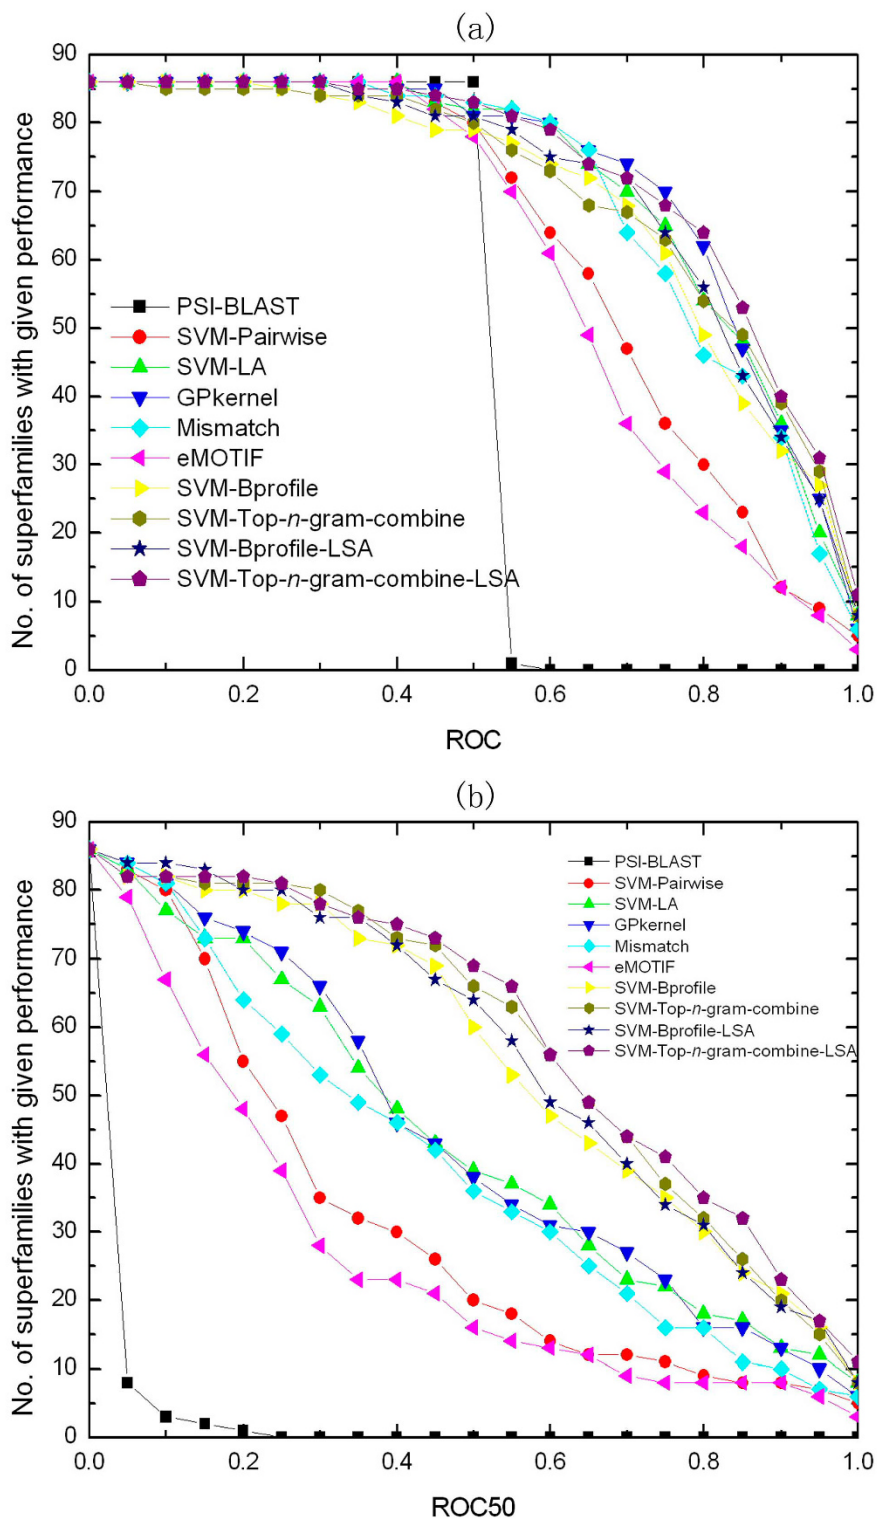 (a)
No. of superfamilies with given performance
90
80
70
60
50
40
30
20
10
0
PSI-BLAST
SVM-Pairwise
SVM-LA
GPkernel
Mismatch
eMOTIF
SVM-Bprofile
SVM-Top-n-gram-combine
SVM-Bprofile-LSA
SVM-Top-n-gram-combine-LSA
0.0 0.2 0.4 0.6 0.8 1.0
ROC
(b)
No. of superfamilies with given performance
90
80
70
60
50
40
30
20
10
0
PSI-BLAST
SVM-Pairwise
SVM-LA
GPkernel
Mismatch
eMOTIF
SVM-Bprofile
SVM-Top-n-gram-combine
SVM-Bprofile-LSA
SVM-Top-n-gram-combine-LSA
0.0 0.2 0.4 0.6 0.8 1.0
ROC50